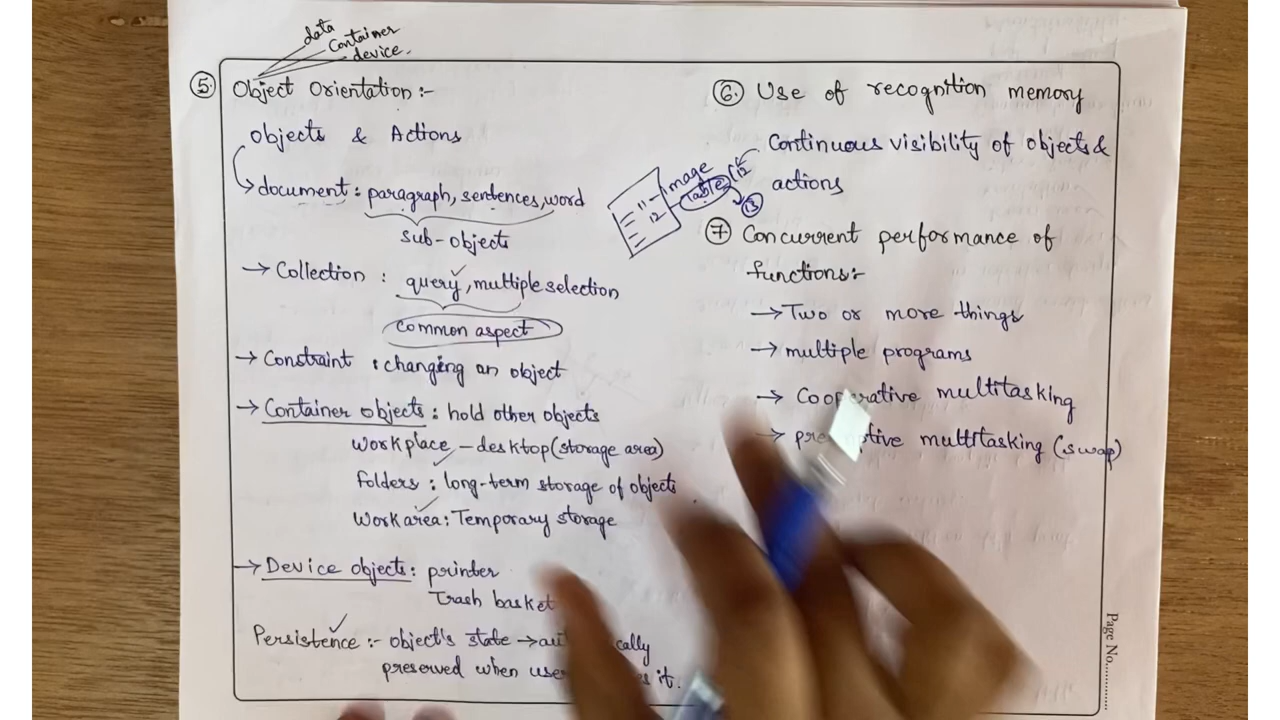 data
Container
device.
5. Object Orientation :-
objects & Actions
→ document : paragraph, sentences, word
sub-objects
→ Collection : query, multiple selection
Common aspect
→ Constraint : changing an object
→ Container objects : hold other objects
Workplace – desktop (storage area)
Folders : long-term storage of objects
Work area : Temporary storage
→ Device objects : printer
Trash basket
Persistence :- object's state →
preserved when it.
6. Use of recognition memory
Continuous visibility of objects &
actions
image
Table
11
12
12
13
7 Concurrent performance of
functions :-
→ Two or more things
→ multiple programs
→ Cooperative multitasking
→ multitasking (swap)
Page No.............